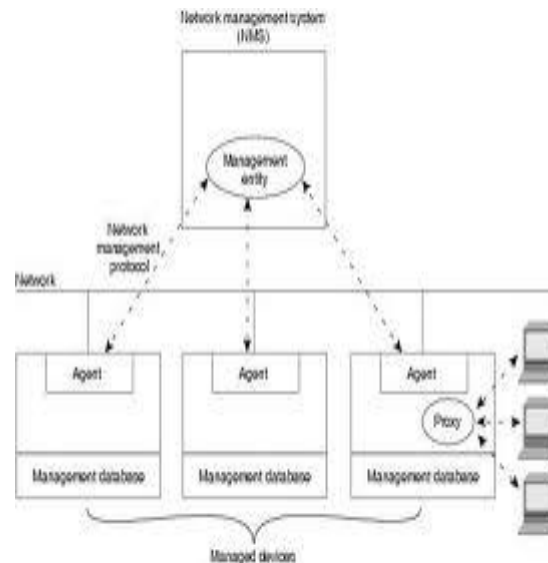 Network management system
(NMS)
Management
entity
Network
management
protocol
Network
Agent
Agent
Agent
Proxy
Management database
Management database
Management database
Managed devices